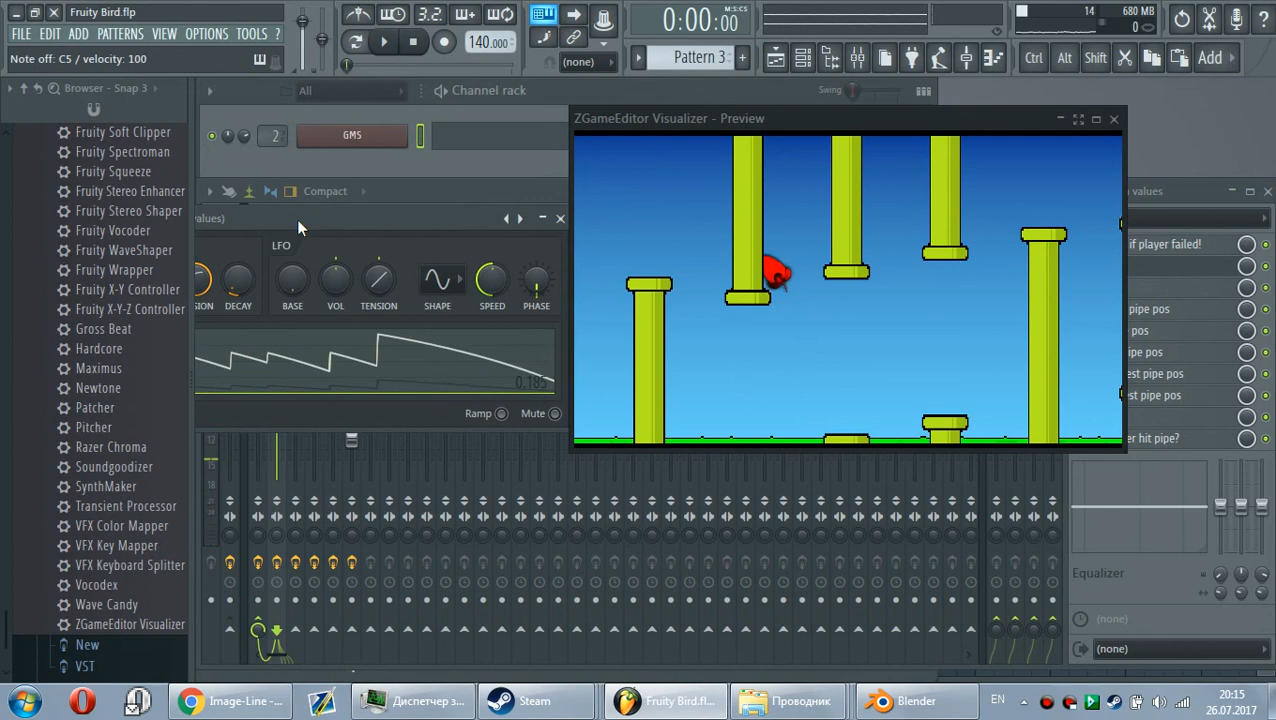 Fruity Bird.flp
FILE EDIT ADD PATTERNS VIEW OPTIONS TOOLS ?
Note off: C5 / velocity: 100
3.2.
140.000
0:00:00
M:S:CS
(none)
Pattern 3
14
680 MB
0
Ctrl Alt Shift Add
Browser - Snap 3
All
Channel rack
Swing
2
GMS
Compact
Fruity Soft Clipper
Fruity Spectroman
Fruity Squeeze
Fruity Stereo Enhancer
Fruity Stereo Shaper
Fruity Vocoder
Fruity WaveShaper
Fruity Wrapper
Fruity X-Y Controller
Fruity X-Y-Z Controller
Gross Beat
Hardcore
Maximus
Newtone
Patcher
Pitcher
Razer Chroma
Soundgoodizer
SynthMaker
Transient Processor
VFX Color Mapper
VFX Key Mapper
VFX Keyboard Splitter
Vocodex
Wave Candy
ZGameEditor Visualizer
New
VST
ZGameEditor Visualizer - Preview
values)
LFO
SION DECAY BASE VOL TENSION SHAPE SPEED PHASE
0.185
Ramp Mute
12
15
18
n values)
if player failed!
pipe pos
e pos
ipe pos
est pipe pos
est pipe pos
er hit pipe?
Equalizer
(none)
(none)
Image-Line -...
Диспетчер з...
Steam
Fruity Bird.fl...
Проводник
Blender
EN
20:15
26.07.2017